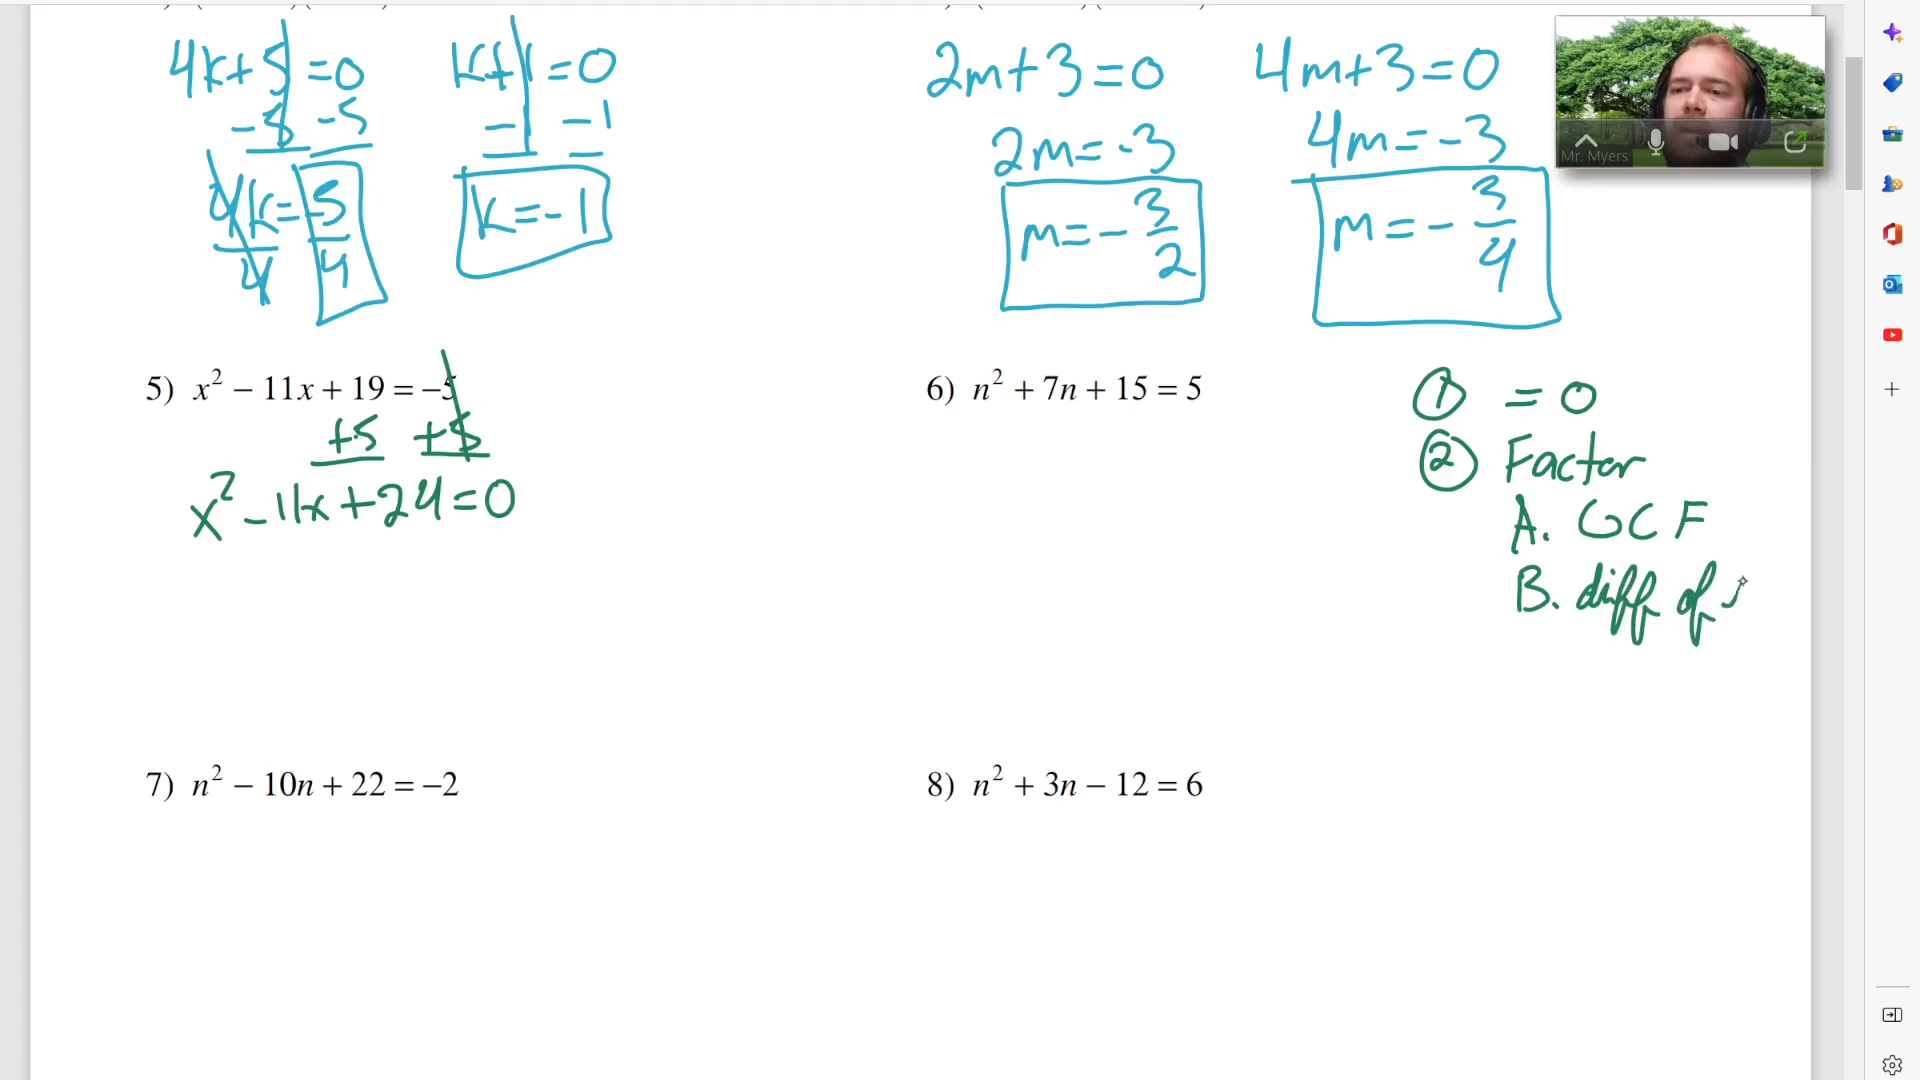 4k+5=0
-5 -5
4k=-5
4 4
k+1=0
-1 -1
k=-1
2m+3=0
2m=-3
m=-3/2
4m+3=0
4m=-3
m=-3/4
Mr. Myers
5) x² − 11x + 19 = −5
+5 +5
x²-11x+24=0
6) n² + 7n + 15 = 5
① =0
② Factor
A. GCF
B. diff of
7) n² − 10n + 22 = −2
8) n² + 3n − 12 = 6